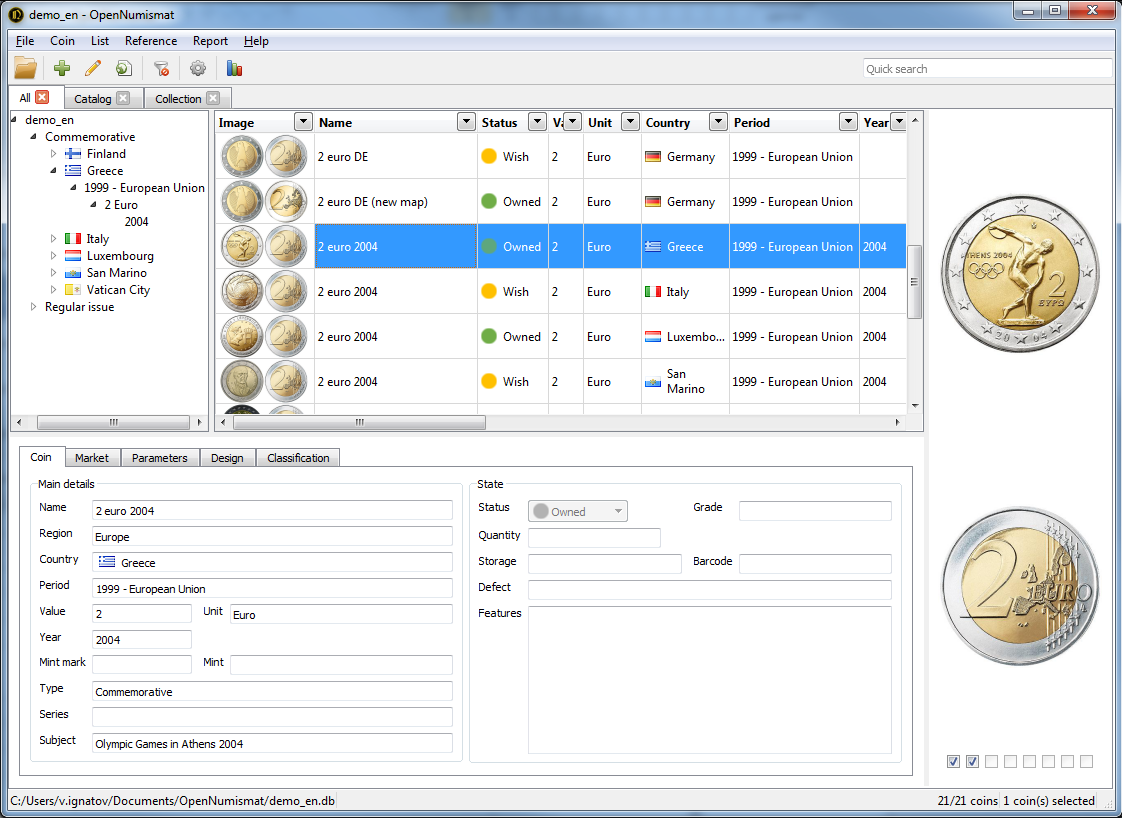 demo_en - OpenNumismat
File Coin List Reference Report Help
Quick search
All Catalog Collection
demo_en
Commemorative
Finland
Greece
1999 - European Union
2 Euro
2004
Italy
Luxembourg
San Marino
Vatican City
Regular issue
Image Name Status Va Unit Country Period Year
2 euro DE Wish 2 Euro Germany 1999 - European Union
2 euro DE (new map) Owned 2 Euro Germany 1999 - European Union
2 euro 2004 Owned 2 Euro Greece 1999 - European Union 2004
2 euro 2004 Wish 2 Euro Italy 1999 - European Union 2004
2 euro 2004 Owned 2 Euro Luxembo... 1999 - European Union 2004
2 euro 2004 Wish 2 Euro San Marino 1999 - European Union 2004
ATHENS 2004
2
ΕΥΡΩ
2004
2 EURO
Coin Market Parameters Design Classification
Main details
Name 2 euro 2004
Region Europe
Country Greece
Period 1999 - European Union
Value 2 Unit Euro
Year 2004
Mint mark Mint
Type Commemorative
Series
Subject Olympic Games in Athens 2004
State
Status Owned Grade
Quantity
Storage Barcode
Defect
Features
C:/Users/v.ignatov/Documents/OpenNumismat/demo_en.db
21/21 coins 1 coin(s) selected